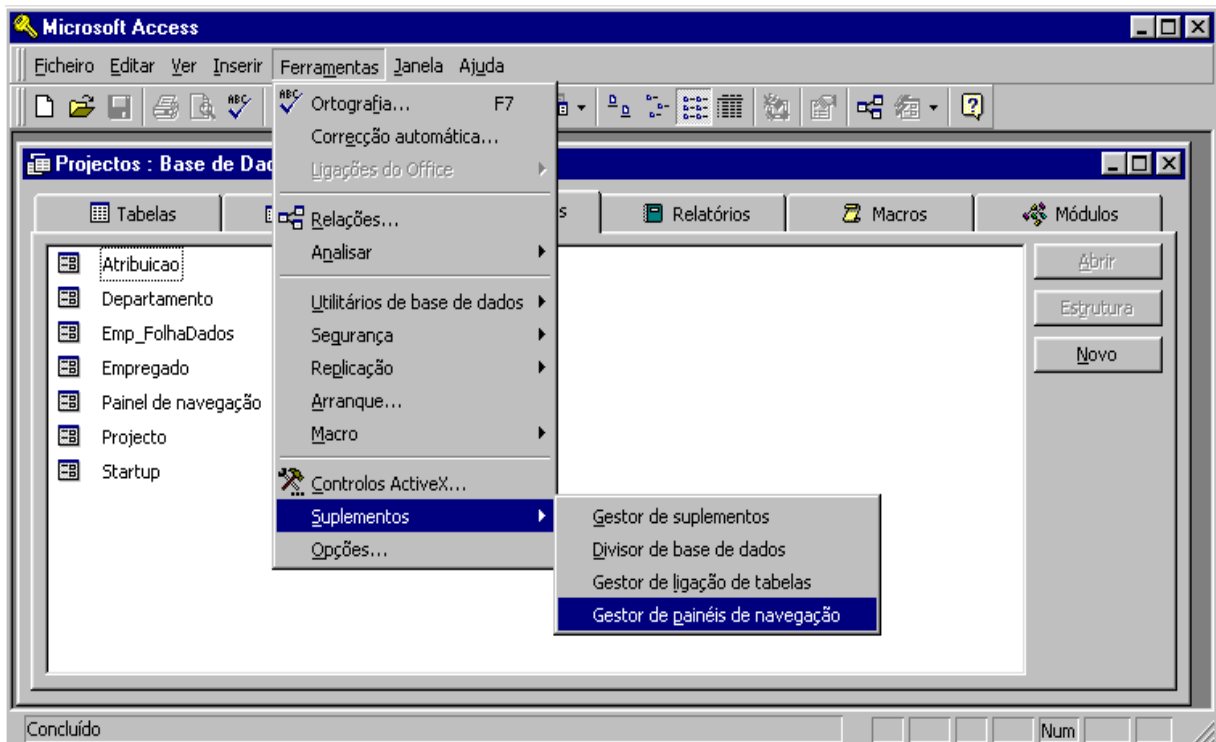 Microsoft Access
Ficheiro Editar Ver Inserir Ferramentas Janela Ajuda
Ortografia... F7
Correcção automática...
Ligações do Office
Relações...
Analisar
Utilitários de base de dados
Segurança
Replicação
Arranque...
Macro
Controlos ActiveX...
Suplementos
Opções...
Gestor de suplementos
Divisor de base de dados
Gestor de ligação de tabelas
Gestor de painéis de navegação
Projectos : Base de Dad
Tabelas s Relatórios Macros Módulos
Atribuicao
Departamento
Emp_FolhaDados
Empregado
Painel de navegação
Projecto
Startup
Abrir
Estrutura
Novo
Concluído Num